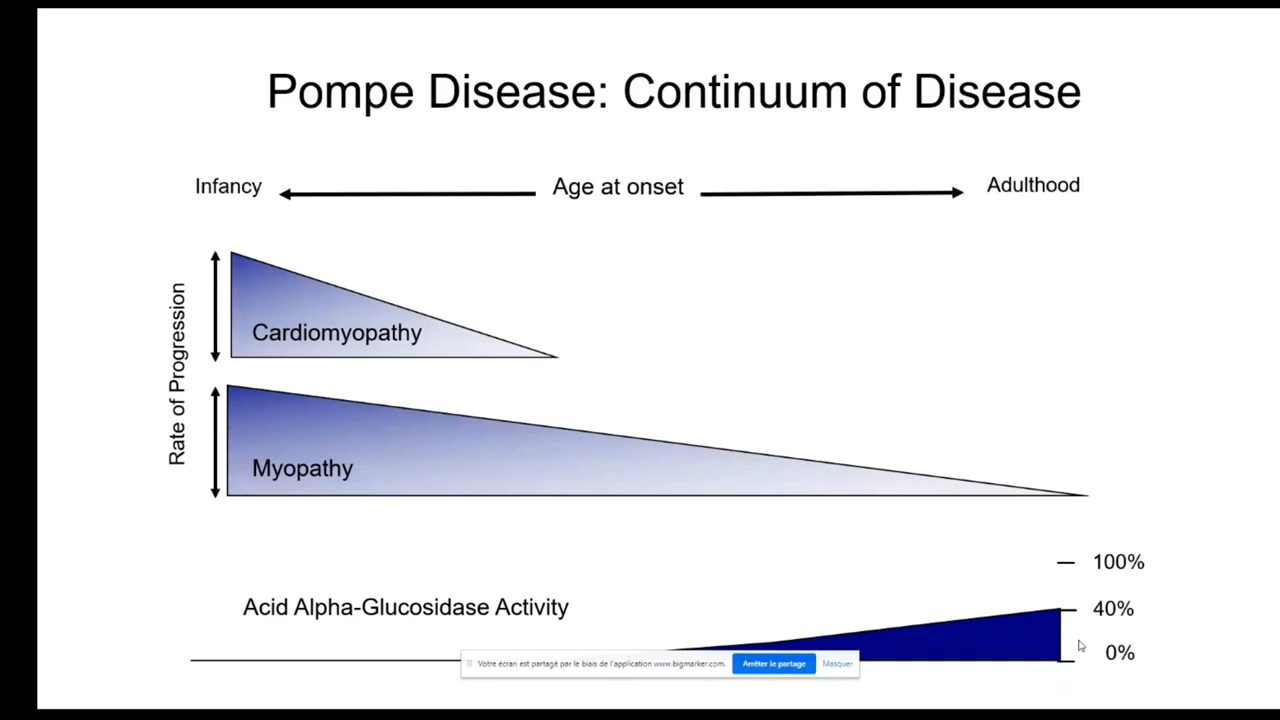 Pompe Disease: Continuum of Disease
Infancy
Age at onset
Adulthood
Rate of Progression
Cardiomyopathy
Myopathy
100%
Acid Alpha-Glucosidase Activity
40%
0%
Votre écran est partagé par le biais de l'application www.bigmarker.com.
Arrêter le partage
Masquer